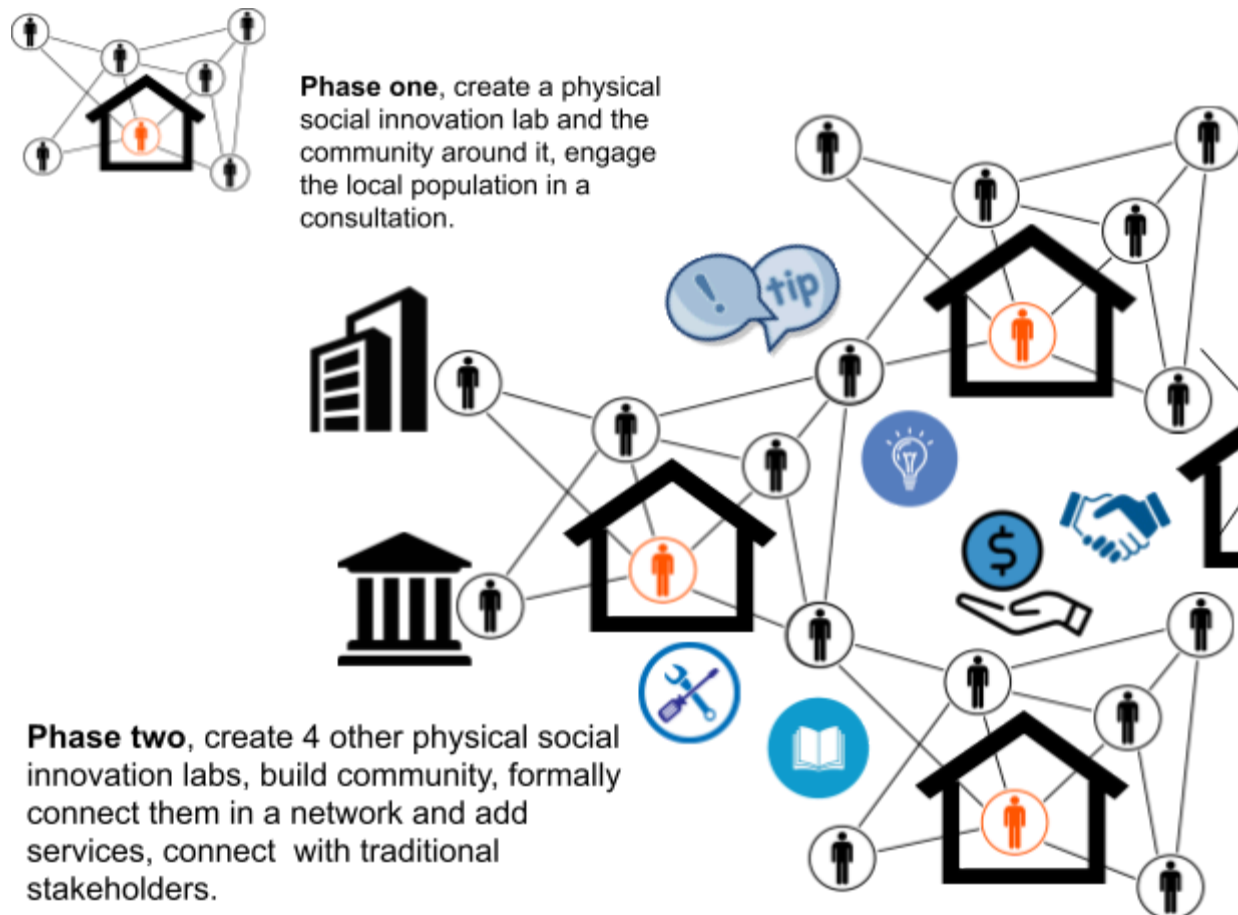 Phase one, create a physical
social innovation lab and the
community around it, engage
the local population in a
consultation.
! tip
$
Phase two, create 4 other physical social
innovation labs, build community, formally
connect them in a network and add
services, connect  with traditional
stakeholders.